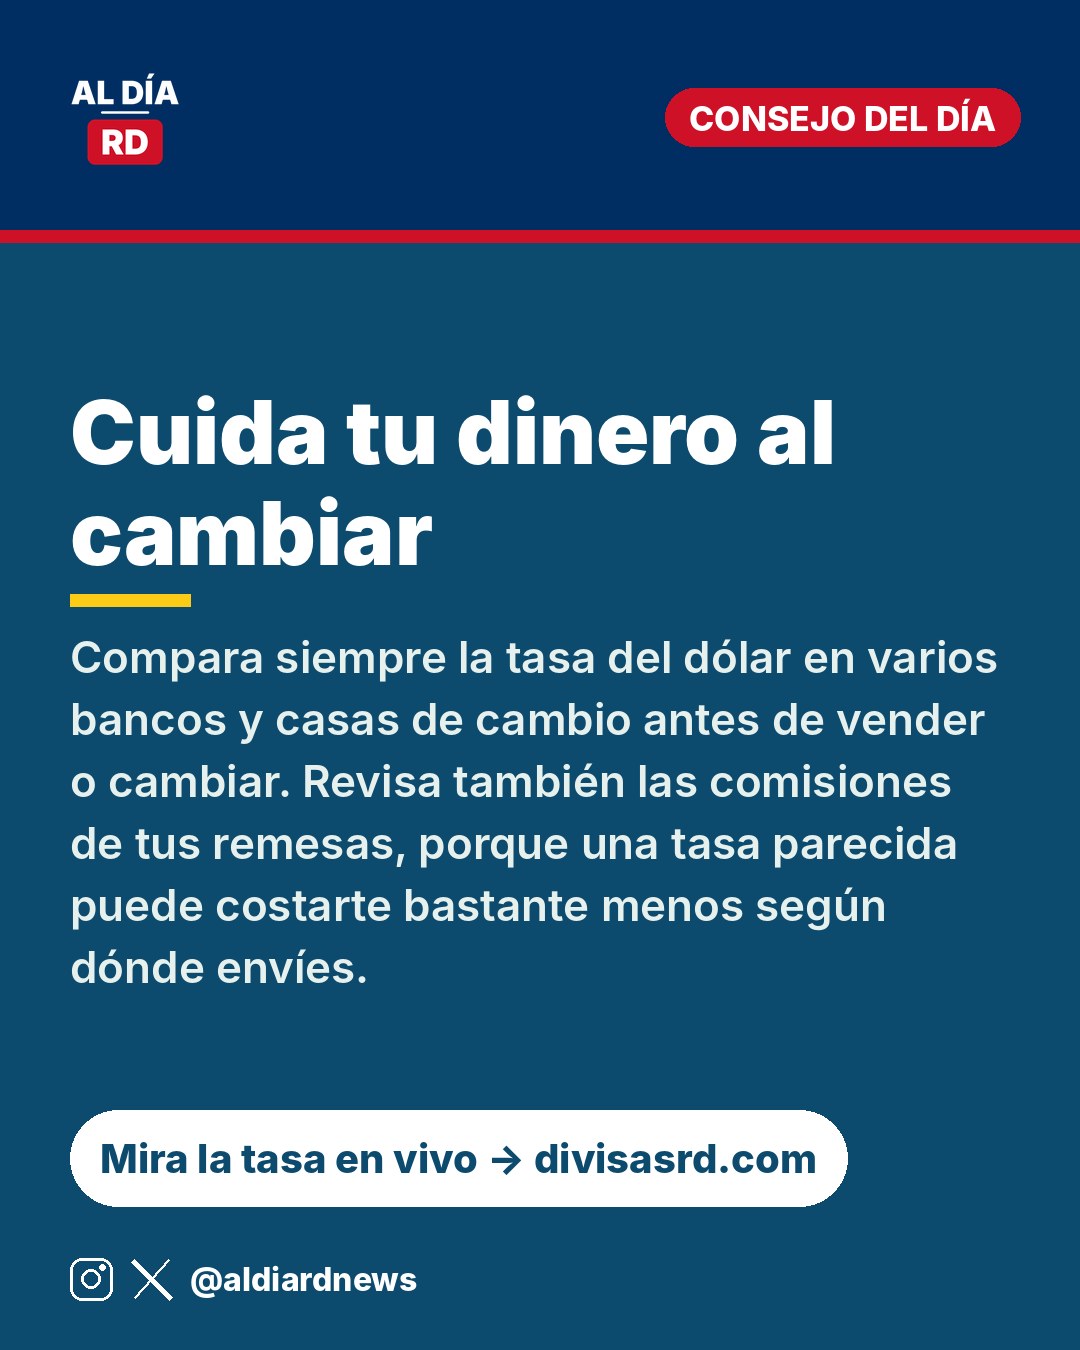 AL DÍA
RD
CONSEJO DEL DÍA
Cuida tu dinero al
cambiar
Compara siempre la tasa del dólar en varios
bancos y casas de cambio antes de vender
o cambiar. Revisa también las comisiones
de tus remesas, porque una tasa parecida
puede costarte bastante menos según
dónde envíes.
Mira la tasa en vivo → divisasrd.com
@aldiardnews